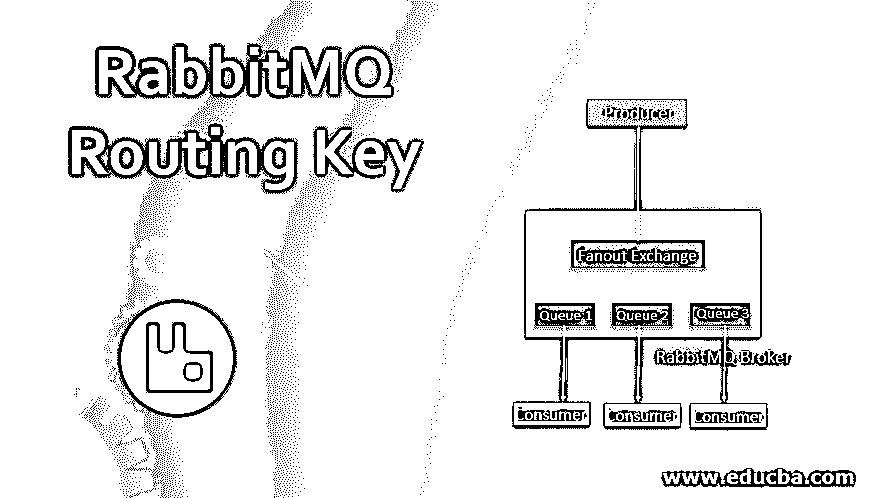 RabbitMQ
Routing Key
Producer
Fanout Exchange
Queue 1
Queue 2
Queue 3
RabbitMQ Broker
Consumer
Consumer
Consumer
www.educba.com